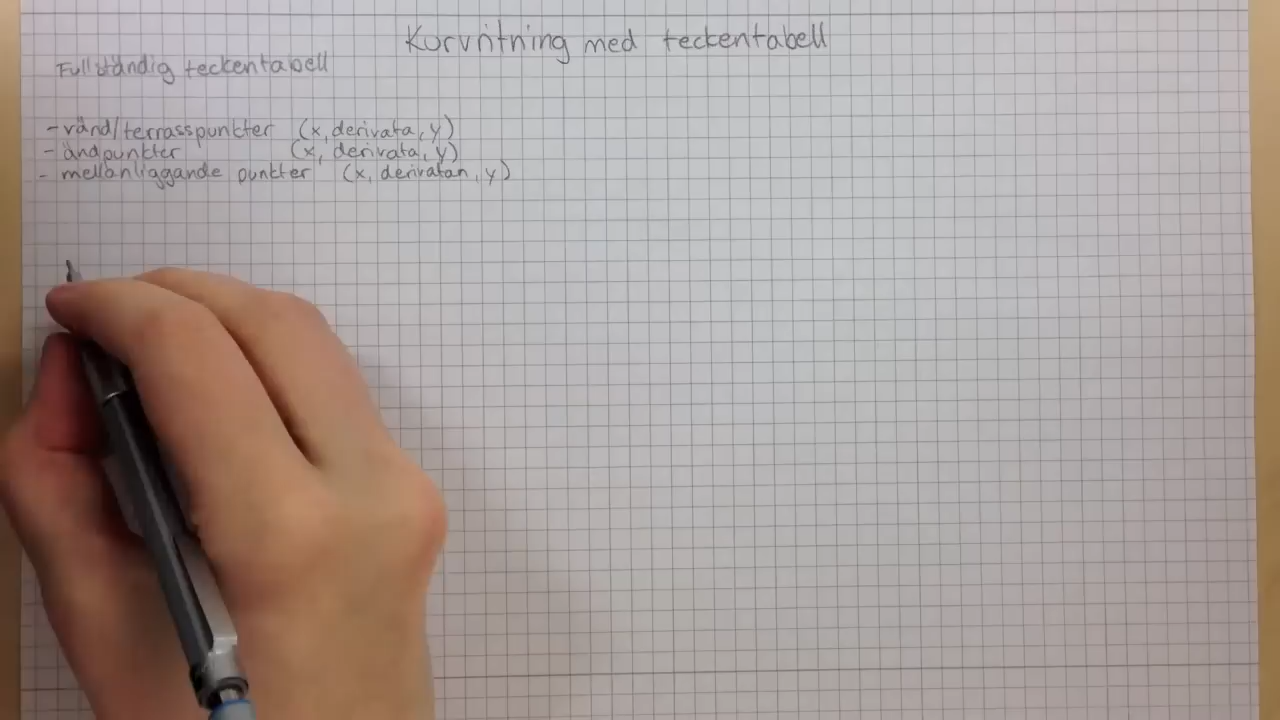 Kurvritning med teckentabell
Fullständig teckentabell
- vänd/terrasspunkter (x, derivata, y)
- ändpunkter (x, derivata, y)
- mellanliggande punkter (x, derivatan, y)